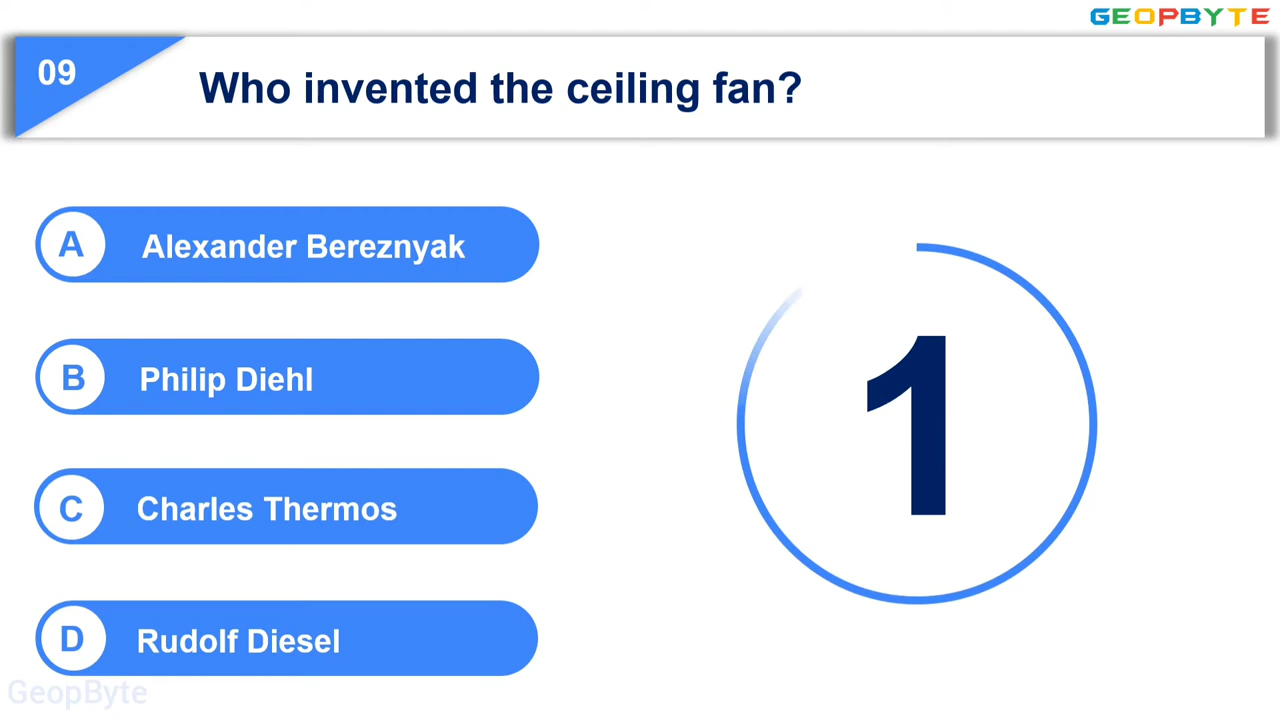 GEOPBYTE
09
Who invented the ceiling fan?
A Alexander Bereznyak
B Philip Diehl
C Charles Thermos
D Rudolf Diesel
1
GeopByte